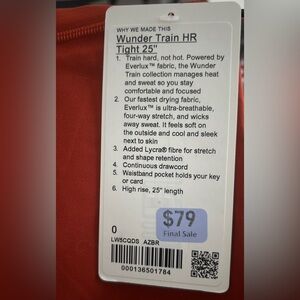 WHY WE MADE THIS
Wunder Train HR
Tight 25"
1. Train hard, not hot. Powered by
Everlux™ fabric, the Wunder
Train collection manages heat
and sweat so you stay
comfortable and focused
2. Our fastest drying fabric,
Everlux™ is ultra-breathable,
four-way stretch, and wicks
away sweat. It feels soft on
the outside and cool and sleek
next to skin
3. Added Lycra® fibre for stretch
and shape retention
4. Continuous drawcord
5. Waistband pocket holds your key
or card
6. High rise, 25" length
$79
Final Sale
0
LW5CQDS AZBR
000136501784